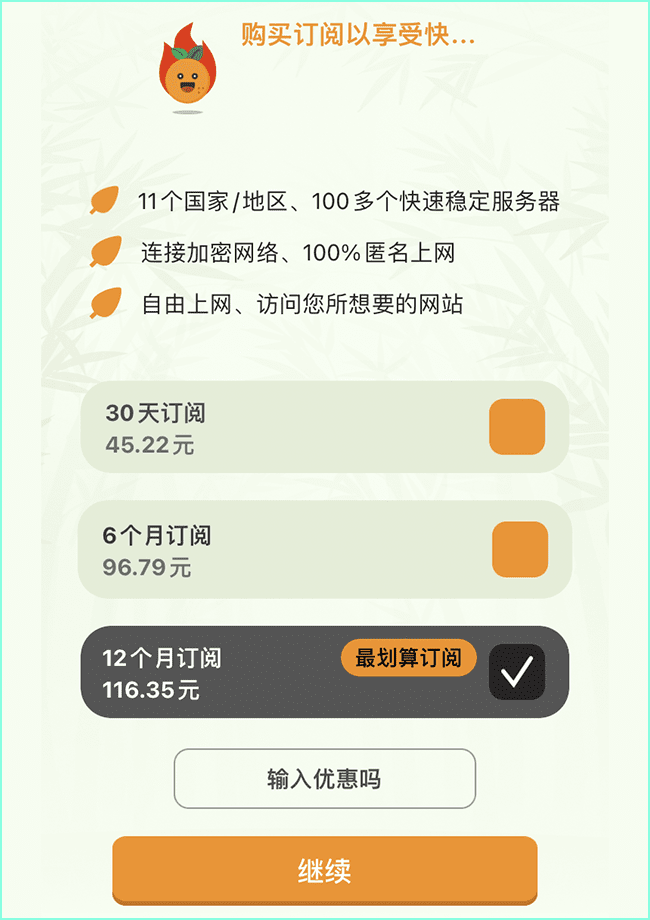 购买订阅以享受快...
11个国家/地区、100多个快速稳定服务器
连接加密网络、100%匿名上网
自由上网、访问您所想要的网站
30天订阅
45.22元
6个月订阅
96.79元
12个月订阅
最划算订阅
116.35元
输入优惠吗
继续